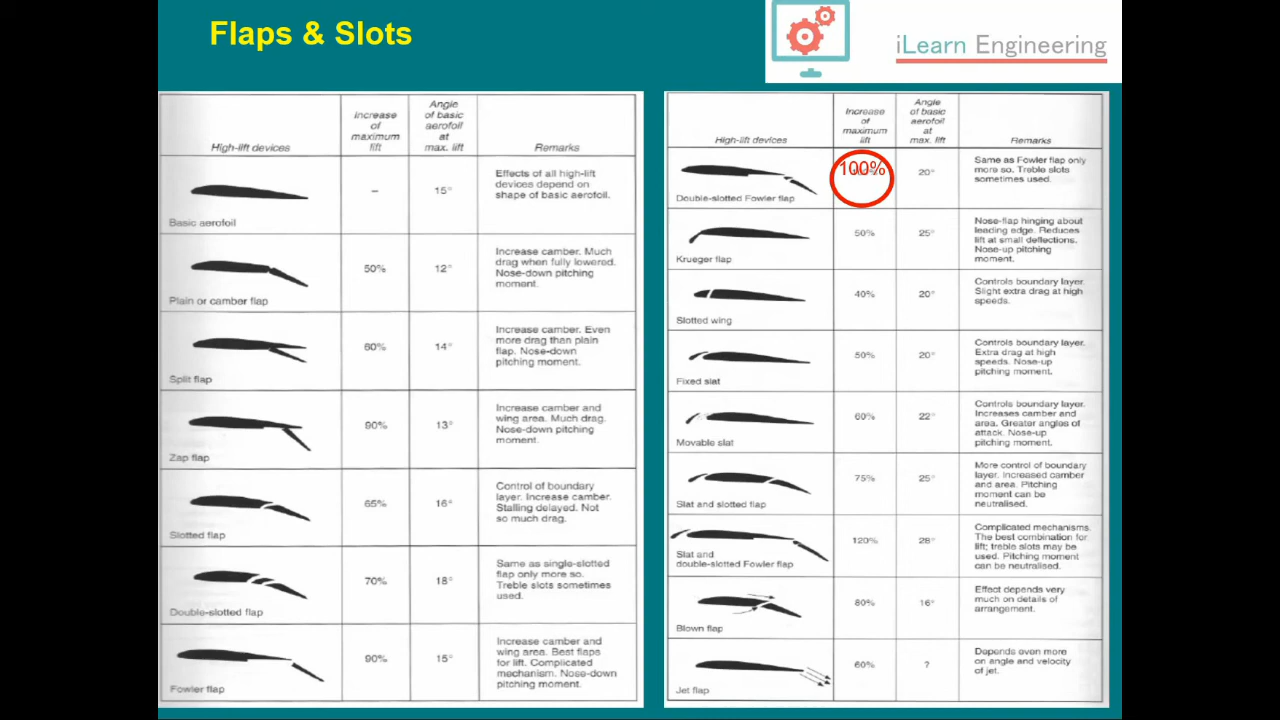 Flaps & Slots
iLearn Engineering
High-lift devices
Increase
of
maximum
lift
Angle
of basic
aerofoil
at
max. lift
Remarks
Basic aerofoil
–
15°
Effects of all high-lift
devices depend on
shape of basic aerofoil.
Plain or camber flap
50%
12°
Increase camber. Much
drag when fully lowered.
Nose-down pitching
moment.
Split flap
60%
14°
Increase camber. Even
more drag than plain
flap. Nose-down
pitching moment.
Zap flap
90%
13°
Increase camber and
wing area. Much drag.
Nose-down pitching
moment.
Slotted flap
65%
16°
Control of boundary
layer. Increase camber.
Stalling delayed. Not
so much drag.
Double-slotted flap
70%
18°
Same as single-slotted
flap only more so.
Treble slots sometimes
used.
Fowler flap
90%
15°
Increase camber and
wing area. Best flaps
for lift. Complicated
mechanism. Nose-down
pitching moment.
High-lift devices
Increase
of
maximum
lift
Angle
of basic
aerofoil
at
max. lift
Remarks
Double-slotted Fowler flap
100%
20°
Same as Fowler flap only
more so. Treble slots
sometimes used.
Krueger flap
50%
25°
Nose-flap hinging about
leading edge. Reduces
lift at small deflections.
Nose-up pitching
moment.
Slotted wing
40%
20°
Controls boundary layer.
Slight extra drag at high
speeds.
Fixed slat
50%
20°
Controls boundary layer.
Extra drag at high
speeds. Nose-up
pitching moment.
Movable slat
60%
22°
Controls boundary layer.
Increases camber and
area. Greater angles of
attack. Nose-up
pitching moment.
Slat and slotted flap
75%
25°
More control of boundary
layer. Increased camber
and area. Pitching
moment can be
neutralised.
Slat and
double-slotted Fowler flap
120%
28°
Complicated mechanisms.
The best combination for
lift; treble slots may be
used. Pitching moment
can be neutralised.
Blown flap
80%
16°
Effect depends very
much on details of
arrangement.
Jet flap
60%
?
Depends even more
on angle and velocity
of jet.